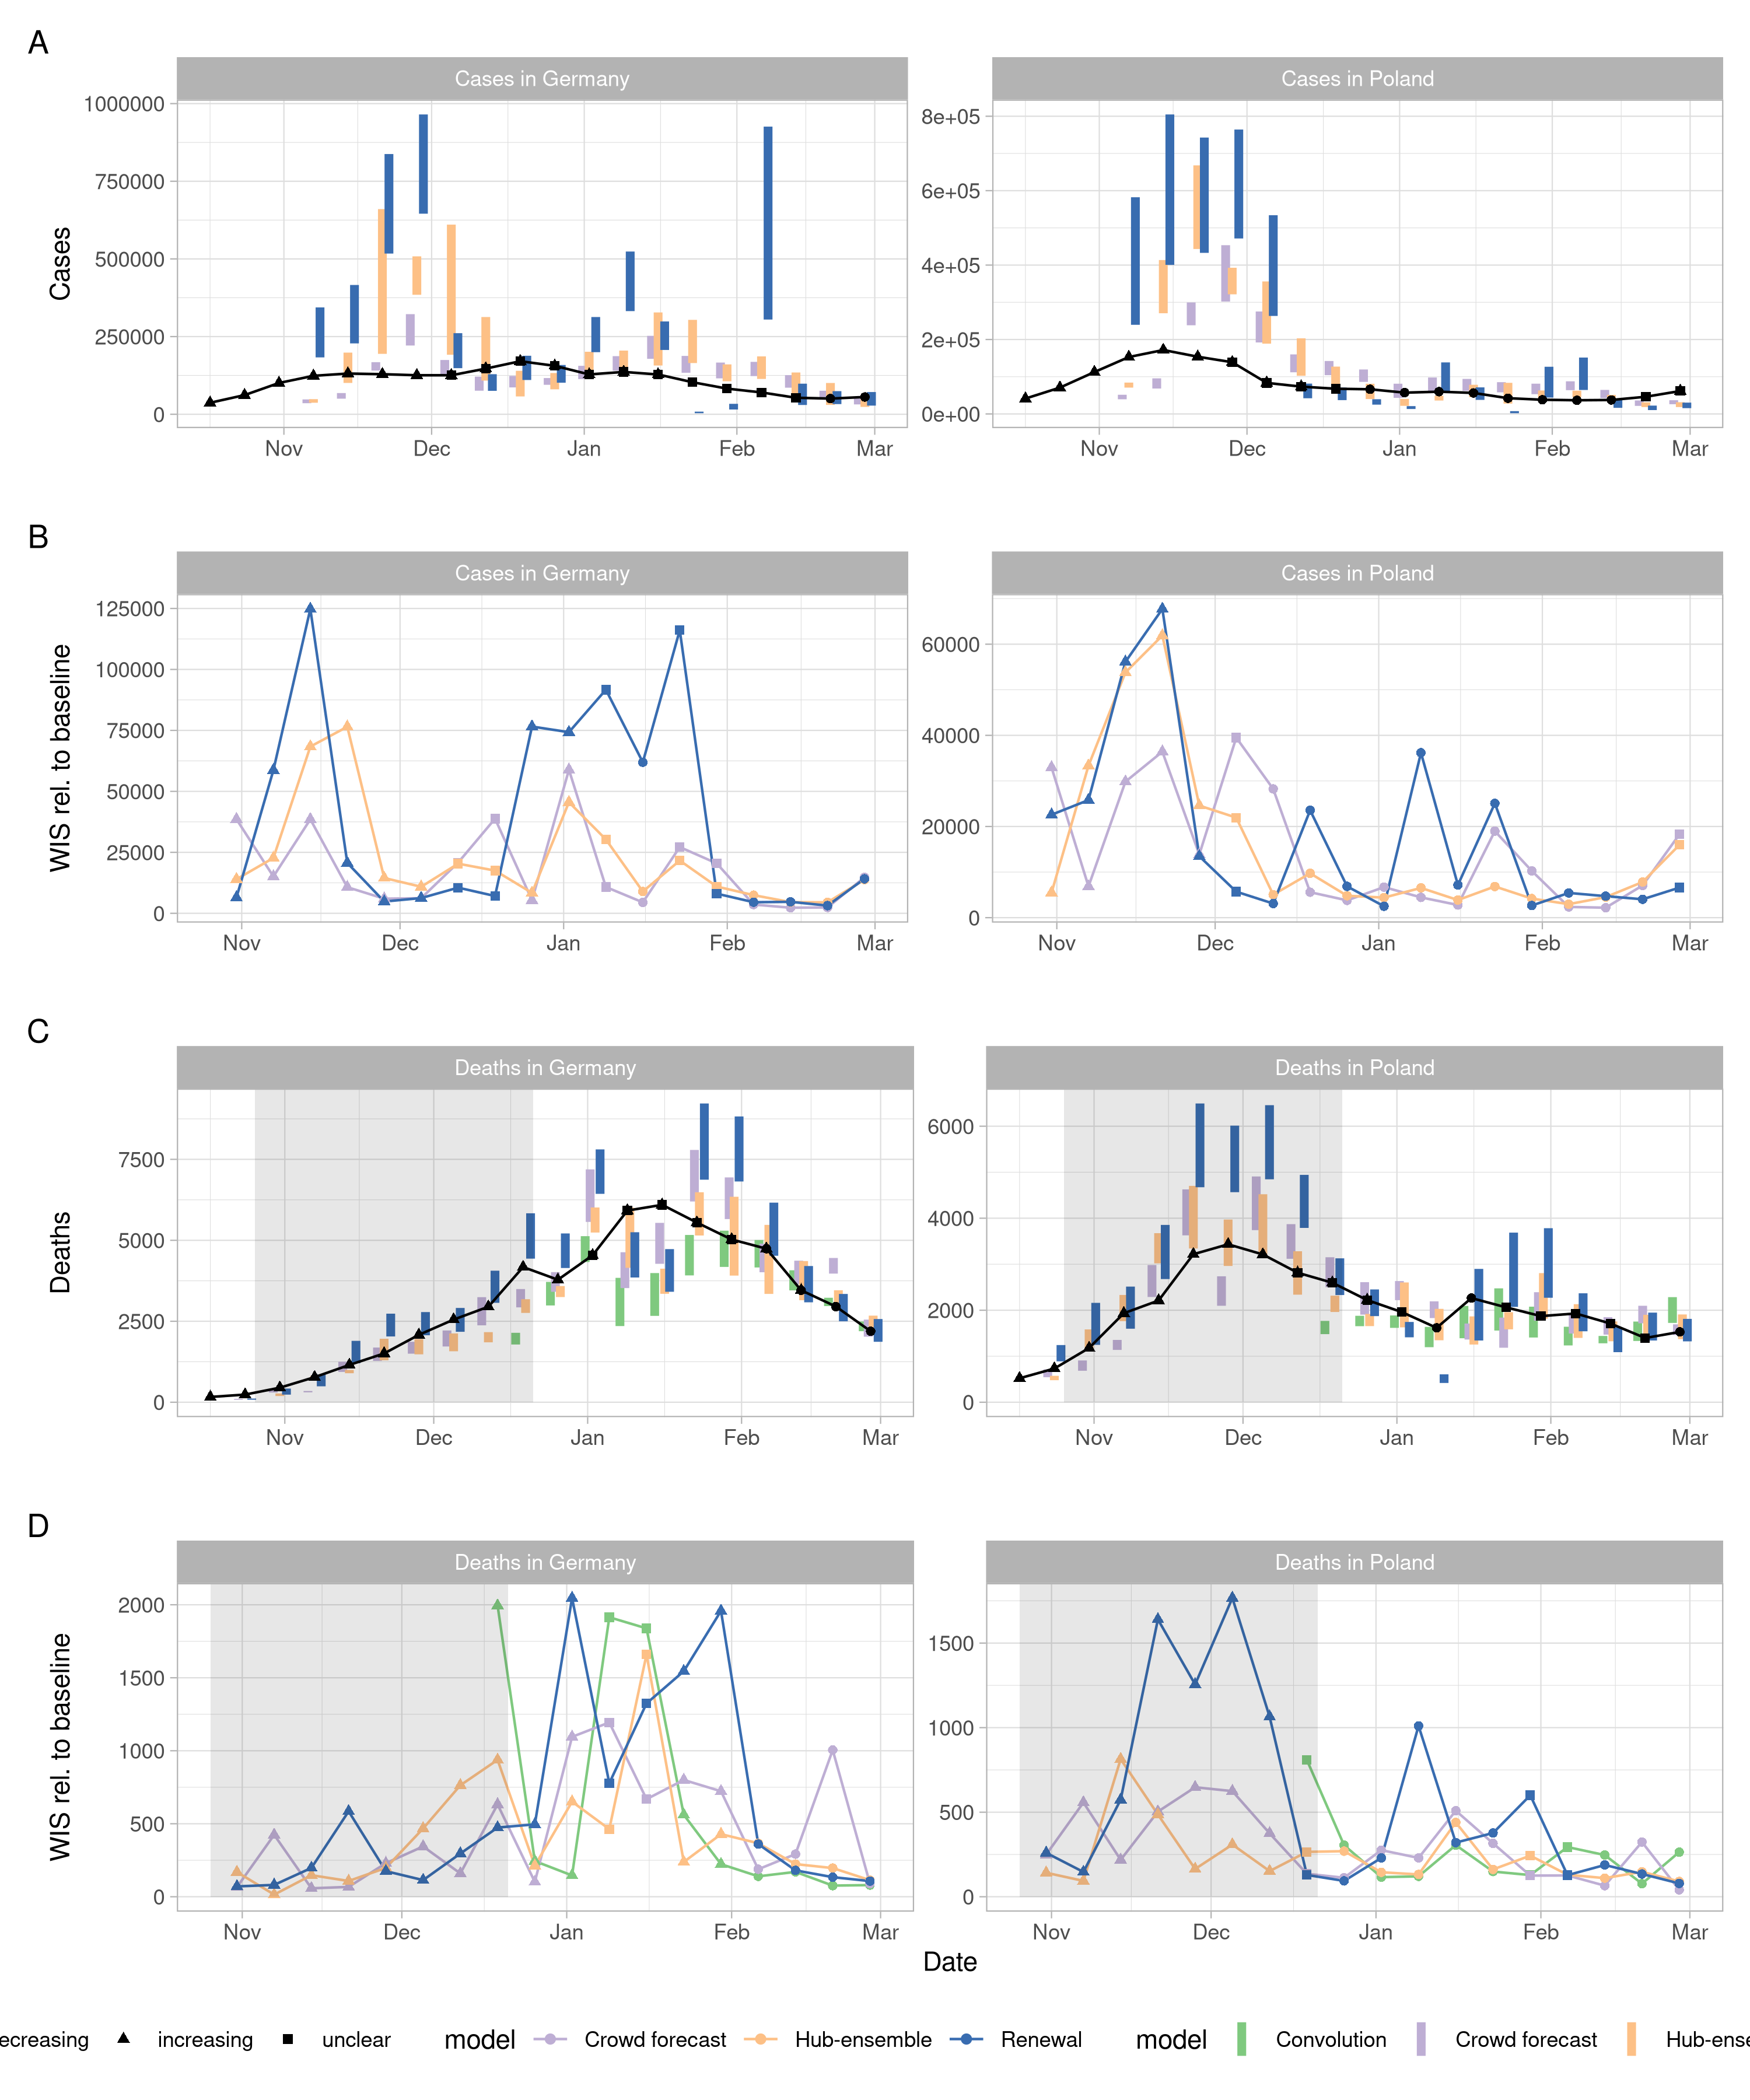 A
Cases in Germany
Cases in Poland
Cases
1000000
750000
500000
250000
0
8e+05
6e+05
4e+05
2e+05
0e+00
Nov Dec Jan Feb Mar
Nov Dec Jan Feb Mar
B
Cases in Germany
Cases in Poland
WIS rel. to baseline
125000
100000
75000
50000
25000
0
60000
40000
20000
0
Nov Dec Jan Feb Mar
Nov Dec Jan Feb Mar
C
Deaths in Germany
Deaths in Poland
Deaths
7500
5000
2500
0
6000
4000
2000
0
Nov Dec Jan Feb Mar
Nov Dec Jan Feb Mar
D
Deaths in Germany
Deaths in Poland
WIS rel. to baseline
2000
1500
1000
500
0
1500
1000
500
0
Nov Dec Jan Feb Mar
Nov Dec Jan Feb Mar
Date
ecreasing increasing unclear model Crowd forecast Hub-ensemble Renewal model Convolution Crowd forecast Hub-ense